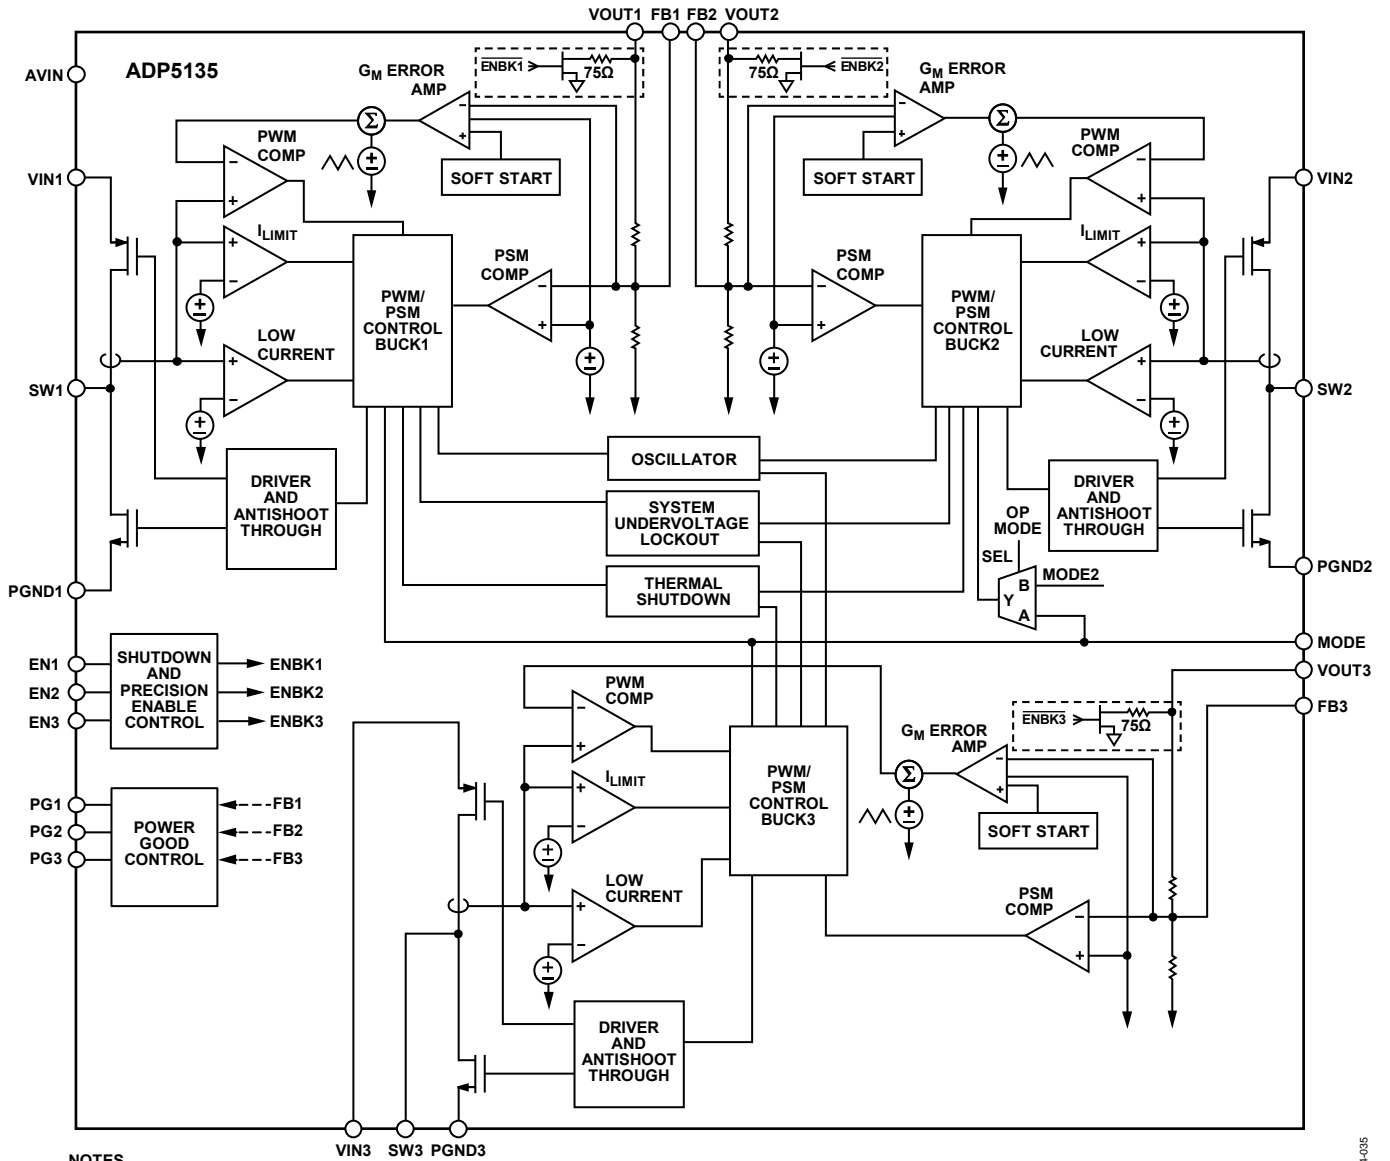 VOUT1 FB1 FB2 VOUT2
AVIN
ADP5135
ENBK1
75Ω
75Ω
ENBK2
GM ERROR
AMP
GM ERROR
AMP
Σ
Σ
PWM
COMP
PWM
COMP
SOFT START
SOFT START
VIN1
VIN2
ILIMIT
ILIMIT
PSM
COMP
PSM
COMP
PWM/
PSM
CONTROL
BUCK1
PWM/
PSM
CONTROL
BUCK2
LOW
CURRENT
LOW
CURRENT
SW1
SW2
OSCILLATOR
DRIVER
AND
ANTISHOOT
THROUGH
DRIVER
AND
ANTISHOOT
THROUGH
SYSTEM
UNDERVOLTAGE
LOCKOUT
OP
MODE
SEL
B
MODE2
Y
A
THERMAL
SHUTDOWN
PGND1
PGND2
MODE
VOUT3
FB3
EN1
EN2
EN3
SHUTDOWN
AND
PRECISION
ENABLE
CONTROL
ENBK1
ENBK2
ENBK3
PWM
COMP
ENBK3
75Ω
GM ERROR
AMP
Σ
ILIMIT
PWM/
PSM
CONTROL
BUCK3
SOFT START
PG1
PG2
PG3
POWER
GOOD
CONTROL
FB1
FB2
FB3
LOW
CURRENT
PSM
COMP
DRIVER
AND
ANTISHOOT
THROUGH
VIN3 SW3 PGND3
NOTES